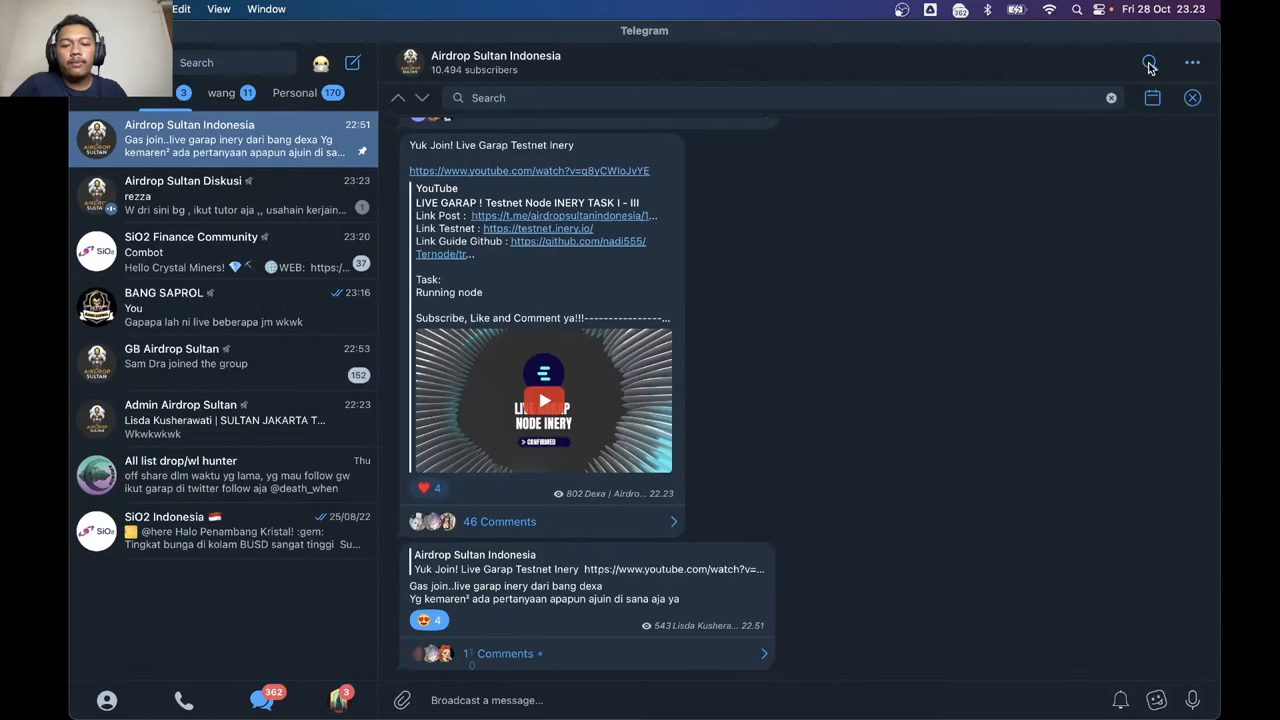 dit View Window
362
Fri 28 Oct 23.23
Telegram
Search
3 wang 11 Personal 170
Airdrop Sultan Indonesia 22:51
Gas join..live garap inery dari bang dexa Yg
kemaren² ada pertanyaan apapun ajuin di sa...
Airdrop Sultan Diskusi 23:23
rezza
W dri sini bg , ikut tutor aja ,, usahain kerjain... 1
SiO2 Finance Community 23:20
Combot
Hello Crystal Miners! WEB: https:/... 37
BANG SAPROL 23:16
You
Gapapa lah ni live beberapa jm wkwk
GB Airdrop Sultan 22:53
Sam Dra joined the group
152
Admin Airdrop Sultan 22:23
Lisda Kusherawati | SULTAN JAKARTA T...
Wkwkwkwk
All list drop/wl hunter Thu
off share dlm waktu yg lama, yg mau follow gw
ikut garap di twitter follow aja @death_when
SiO2 Indonesia 🇮🇩 25/08/22
@here Halo Penambang Kristal! :gem:
Tingkat bunga di kolam BUSD sangat tinggi Su...
362 3
Airdrop Sultan Indonesia
10.494 subscribers
Search
Yuk Join! Live Garap Testnet Inery
https://www.youtube.com/watch?v=q8yCWIoJvYE
YouTube
LIVE GARAP ! Testnet Node INERY TASK I - III
Link Post : https://t.me/airdropsultanindonesia/1...
Link Testnet : https://testnet.inery.io/
Link Guide Github : https://github.com/nadi555/
Ternode/tr...
Task:
Running node
Subscribe, Like and Comment ya!!!----------------...
LIVE GARAP
NODE INERY
> CONFIRMED
❤️ 4
802 Dexa | Airdro... 22.23
46 Comments
Airdrop Sultan Indonesia
Yuk Join! Live Garap Testnet Inery https://www.youtube.com/watch?v=...
Gas join..live garap inery dari bang dexa
Yg kemaren² ada pertanyaan apapun ajuin di sana aja ya
😍 4
543 Lisda Kushera... 22.51
Comments
Broadcast a message...